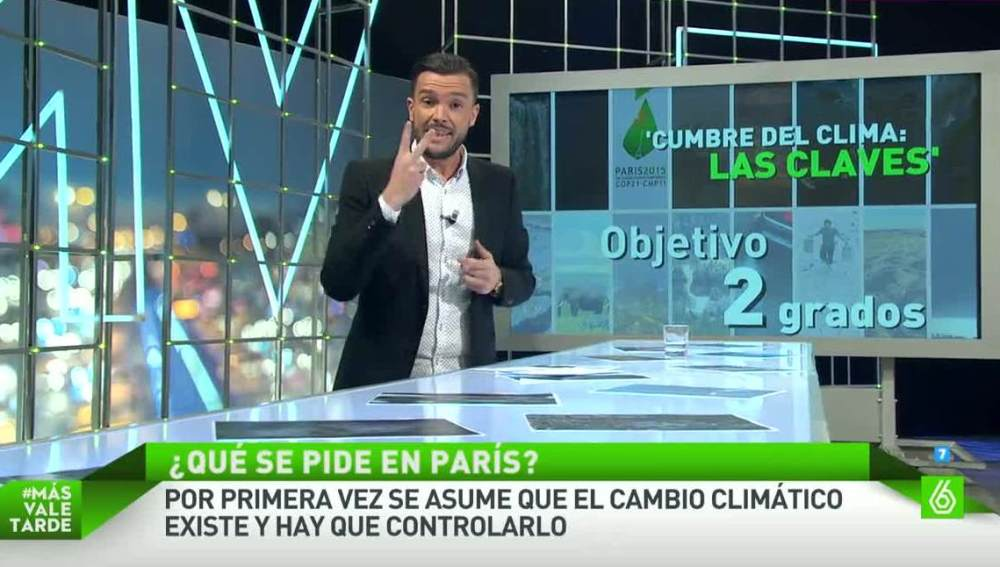 'CUMBRE DEL CLIMA:
LAS CLAVES'
PARIS2015
COP21·CMP11
Objetivo
2 grados
¿QUÉ SE PIDE EN PARÍS?
7
#MÁS
VALE
TARDE
POR PRIMERA VEZ SE ASUME QUE EL CAMBIO CLIMÁTICO
EXISTE Y HAY QUE CONTROLARLO
6